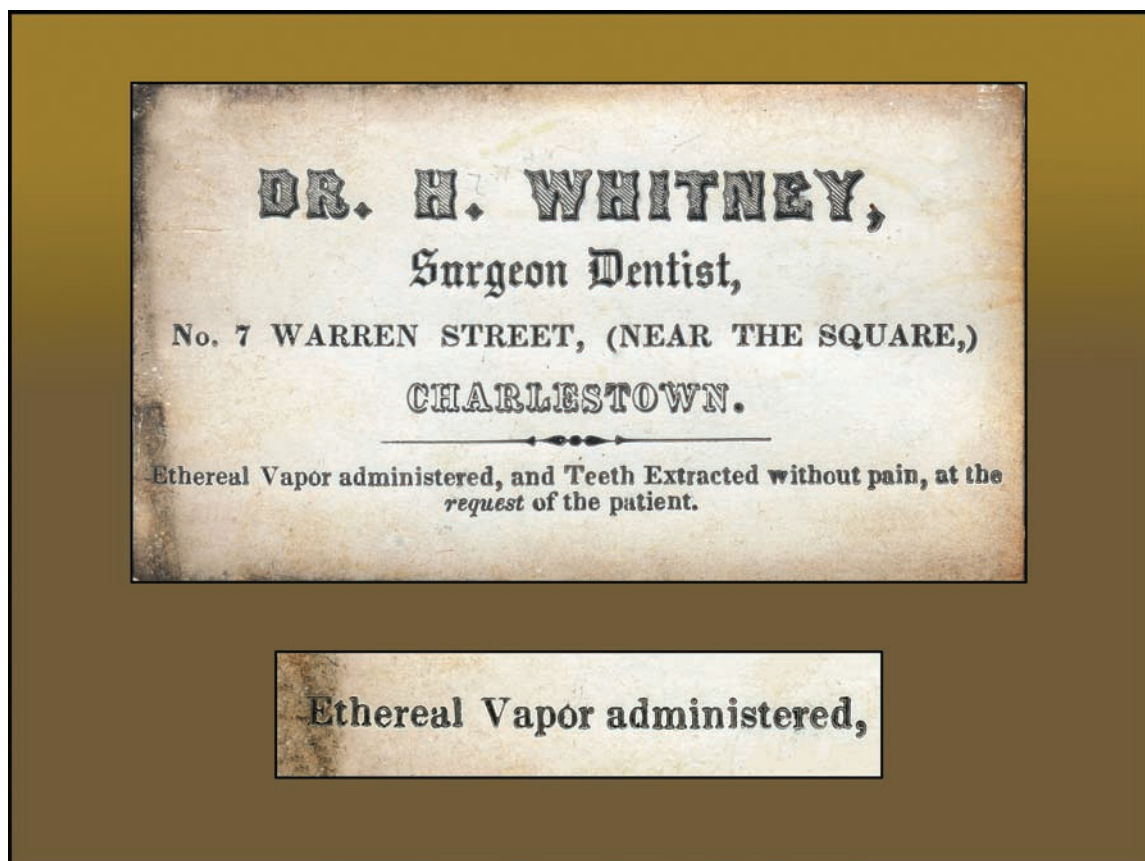 DR. H. WHITNEY,
Surgeon Dentist,
No. 7 WARREN STREET, (NEAR THE SQUARE,)
CHARLESTOWN.
Ethereal Vapor administered, and Teeth Extracted without pain, at the
request of the patient.
Ethereal Vapor administered,